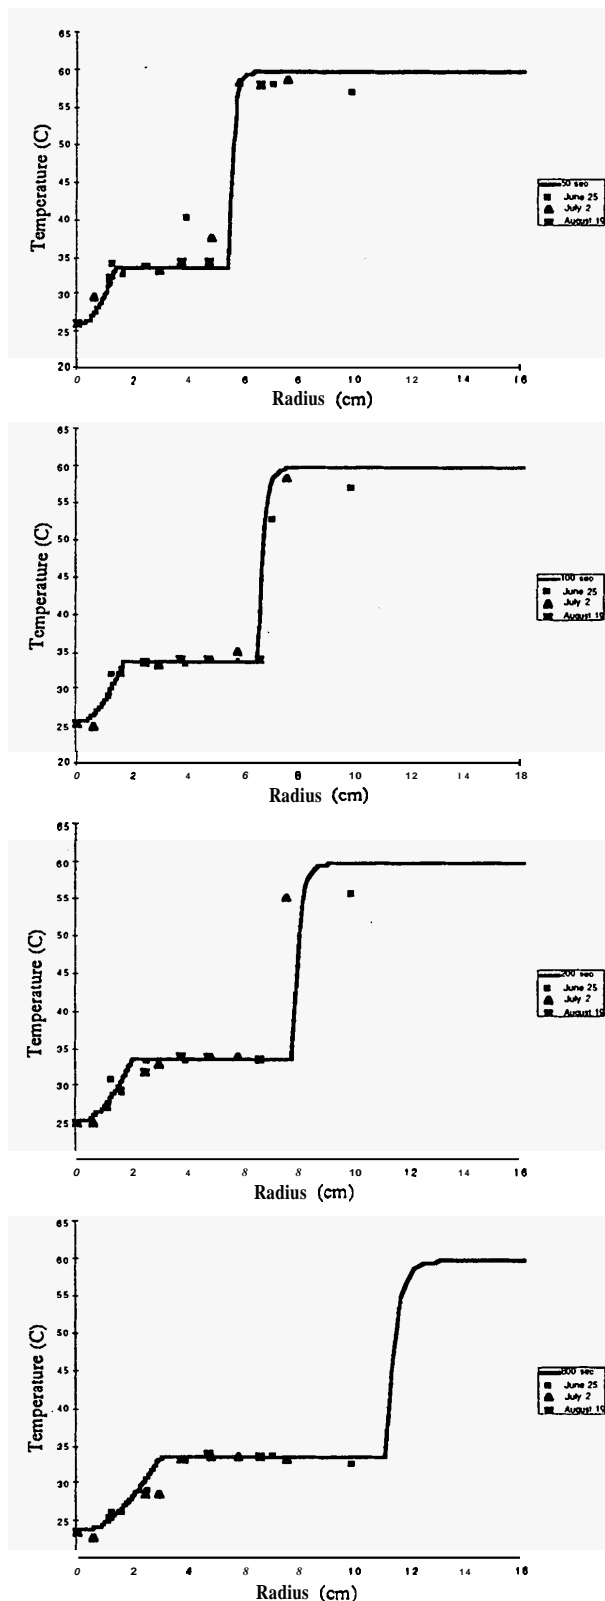 65
60
55
50
45
40
35
30
25
20
Temperature (C)
0 2 4 6 8 10 12 14 16
Radius (cm)
50 sec
June 25
July 2
August 19
65
60
55
50
45
40
35
30
25
20
Temperature (C)
0 2 4 6 8 10 12 14 18
Radius (cm)
100 sec
June 25
July 2
August 19
65
60
55
50
45
40
35
30
25
Temperature (C)
0 2 4 8 8 10 12 14 16
Radius (cm)
200 sec
June 25
July 2
August 19
65
60
55
50
45
40
35
30
25
Temperature (C)
0 2 4 8 8 10 12 14 16
Radius (cm)
800 sec
June 25
July 2
August 19